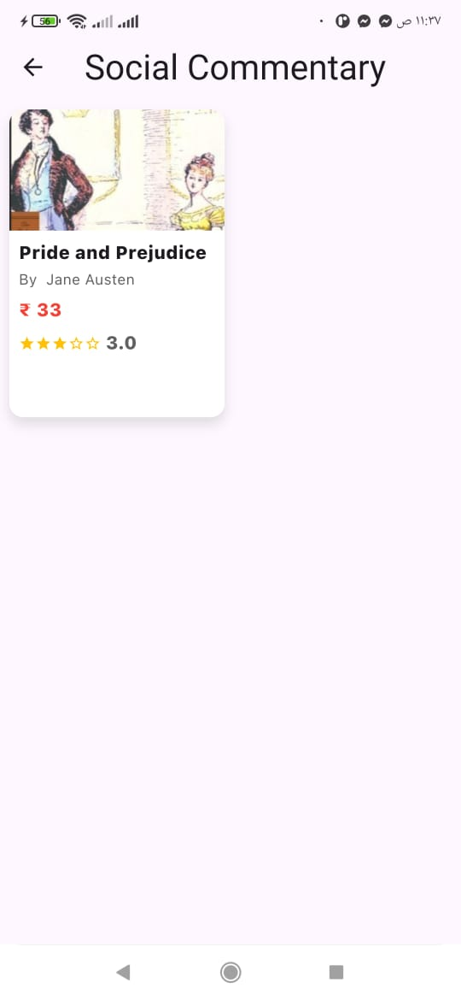 56
١١:٣٧ ص
Social Commentary
Pride and Prejudice
By Jane Austen
₹ 33
3.0